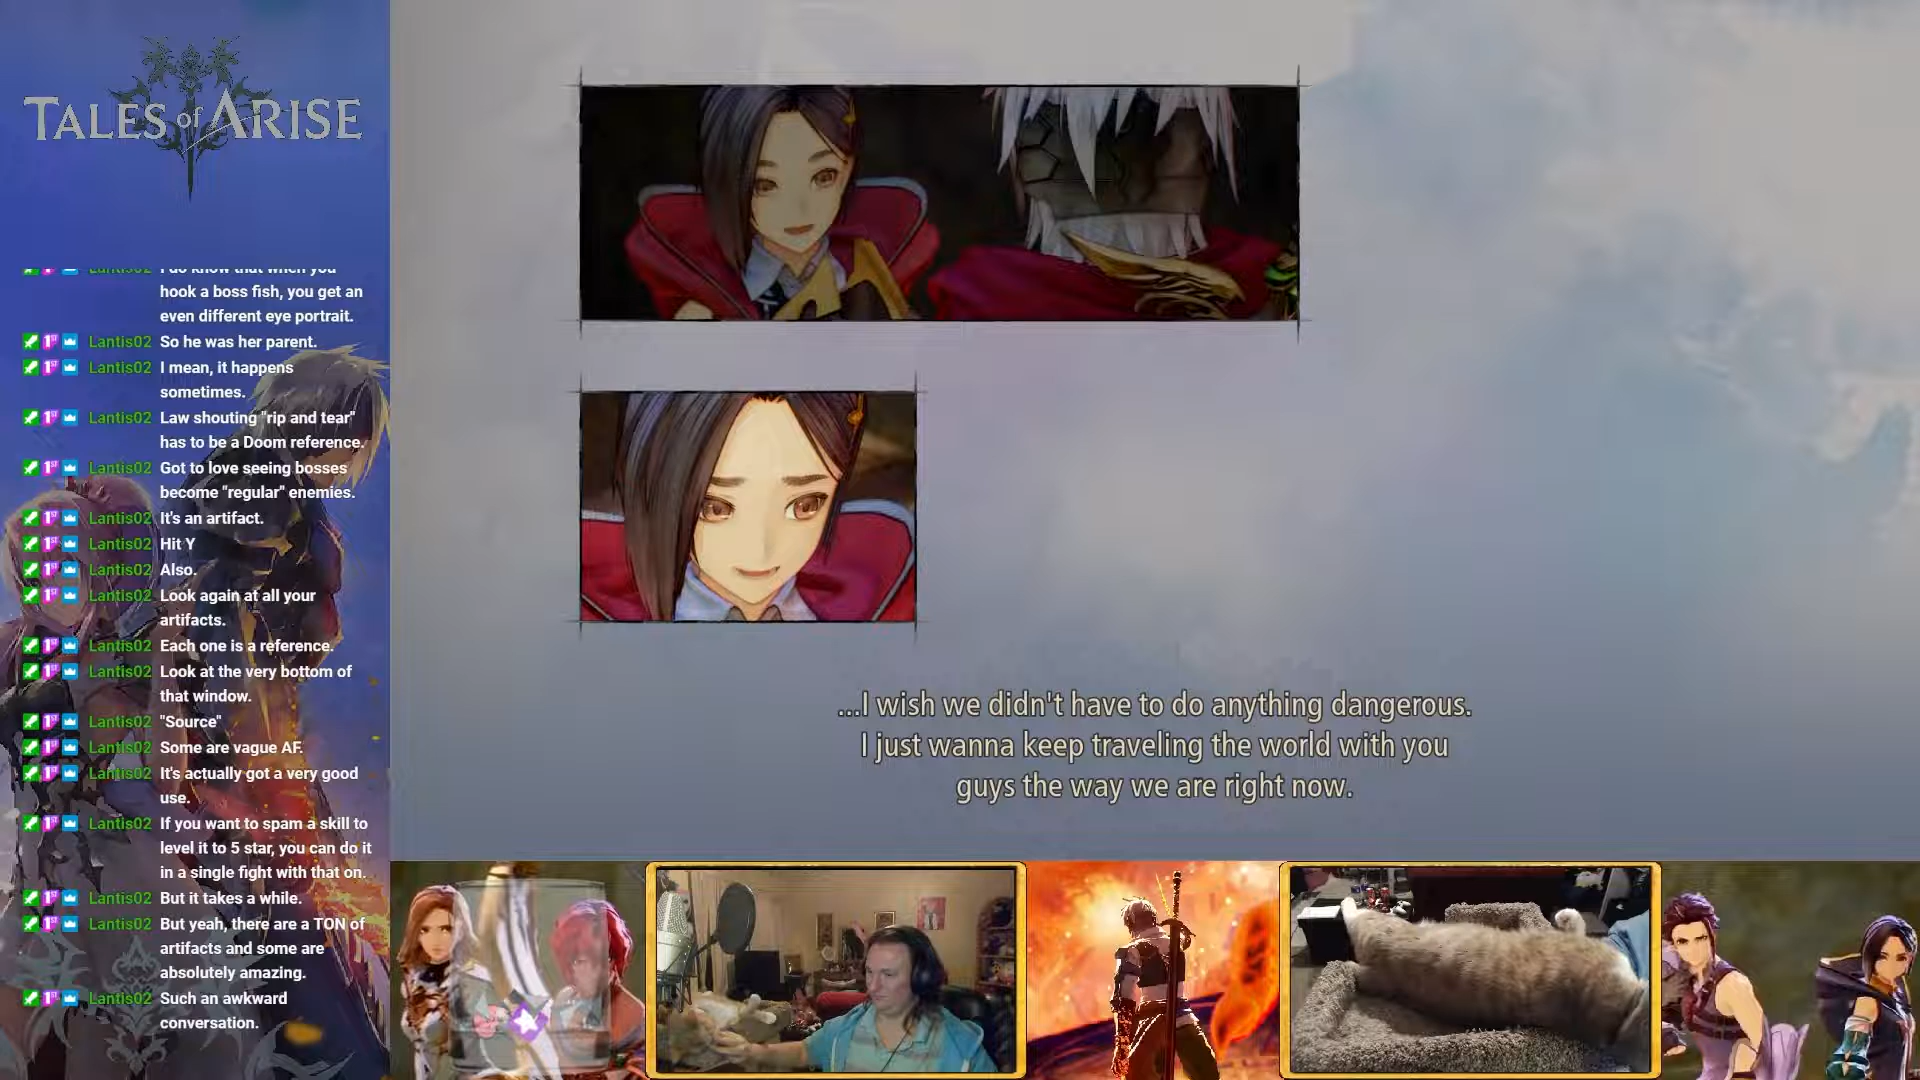 TALES of ARISE
Lantis02 I do know that when you
hook a boss fish, you get an
even different eye portrait.
Lantis02 So he was her parent.
Lantis02 I mean, it happens
sometimes.
Lantis02 Law shouting "rip and tear"
has to be a Doom reference.
Lantis02 Got to love seeing bosses
become "regular" enemies.
Lantis02 It's an artifact.
Lantis02 Hit Y
Lantis02 Also.
Lantis02 Look again at all your
artifacts.
Lantis02 Each one is a reference.
Lantis02 Look at the very bottom of
that window.
Lantis02 "Source"
Lantis02 Some are vague AF.
Lantis02 It's actually got a very good
use.
Lantis02 If you want to spam a skill to
level it to 5 star, you can do it
in a single fight with that on.
Lantis02 But it takes a while.
Lantis02 But yeah, there are a TON of
artifacts and some are
absolutely amazing.
Lantis02 Such an awkward
conversation.
...I wish we didn't have to do anything dangerous.
I just wanna keep traveling the world with you
guys the way we are right now.